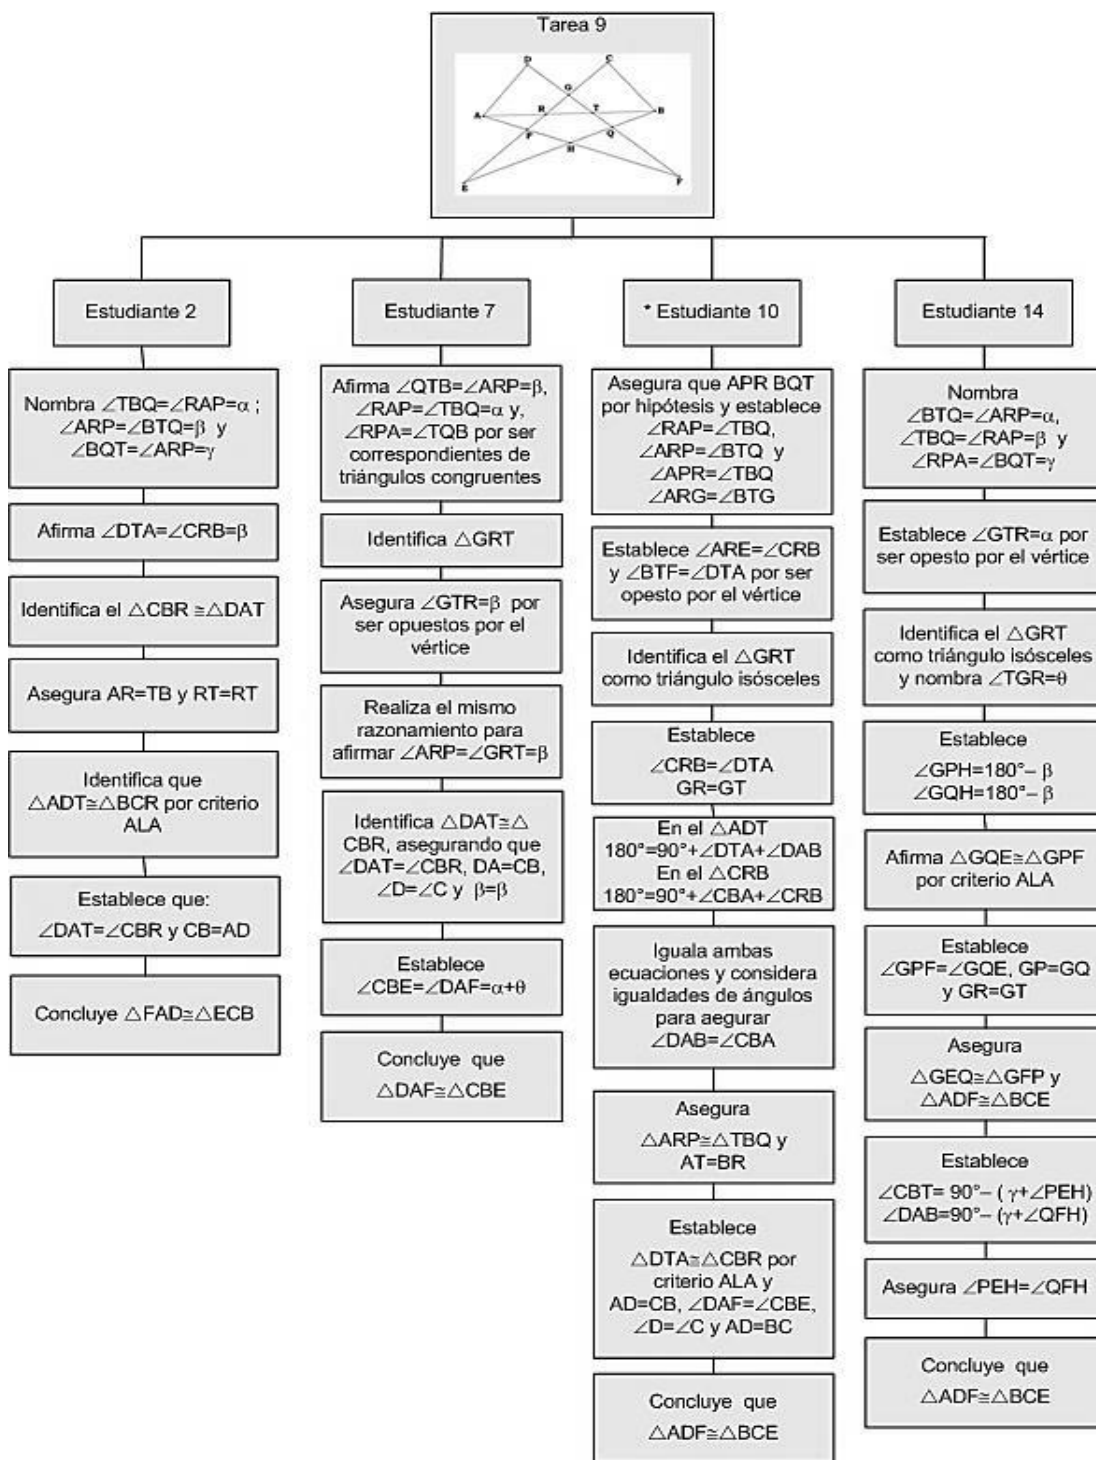 Tarea 9
D
C
G
A
R
T
B
P
Q
H
E
F
Estudiante 2
Nombra ∠TBQ=∠RAP=α ;
∠ARP=∠BTQ=β y
∠BQT=∠ARP=γ
Afirma ∠DTA=∠CRB=β
Identifica el △CBR ≅△DAT
Asegura AR=TB y RT=RT
Identifica que
△ADT≅△BCR por criterio
ALA
Establece que:
∠DAT=∠CBR y CB=AD
Concluye △FAD≅△ECB
Estudiante 7
Afirma ∠QTB=∠ARP=β,
∠RAP=∠TBQ=α y,
∠RPA=∠TQB por ser
correspondientes de
triángulos congruentes
Identifica △GRT
Asegura ∠GTR=β por
ser opuestos por el
vértice
Realiza el mismo
razonamiento para
afirmar ∠ARP=∠GRT=β
Identifica △DAT≅△
CBR, asegurando que
∠DAT=∠CBR, DA=CB,
∠D=∠C y β=β
Establece
∠CBE=∠DAF=α+θ
Concluye que
△DAF≅△CBE
* Estudiante 10
Asegura que APR BQT
por hipótesis y establece
∠RAP=∠TBQ,
∠ARP=∠BTQ y
∠APR=∠TBQ
∠ARG=∠BTG
Establece ∠ARE=∠CRB
y ∠BTF=∠DTA por ser
opesto por el vértice
Identifica el △GRT
como triángulo isósceles
Establece
∠CRB=∠DTA
GR=GT
En el △ADT
180°=90°+∠DTA+∠DAB
En el △CRB
180°=90°+∠CBA+∠CRB
Iguala ambas
ecuaciones y considera
igualdades de ángulos
para aegurar
∠DAB=∠CBA
Asegura
△ARP≅△TBQ y
AT=BR
Establece
△DTA≅△CBR por
criterio ALA y
AD=CB, ∠DAF=∠CBE,
∠D=∠C y AD=BC
Concluye que
△ADF≅△BCE
Estudiante 14
Nombra
∠BTQ=∠ARP=α,
∠TBQ=∠RAP=β y
∠RPA=∠BQT=γ
Establece ∠GTR=α por
ser opesto por el vértice
Identifica el △GRT
como triángulo isósceles
y nombra ∠TGR=θ
Establece
∠GPH=180°– β
∠GQH=180°– β
Afirma △GQE≅△GPF
por criterio ALA
Establece
∠GPF=∠GQE, GP=GQ
y GR=GT
Asegura
△GEQ≅△GFP y
△ADF≅△BCE
Establece
∠CBT= 90°– ( γ+∠PEH)
∠DAB=90°– (γ+∠QFH)
Asegura ∠PEH=∠QFH
Concluye que
△ADF≅△BCE